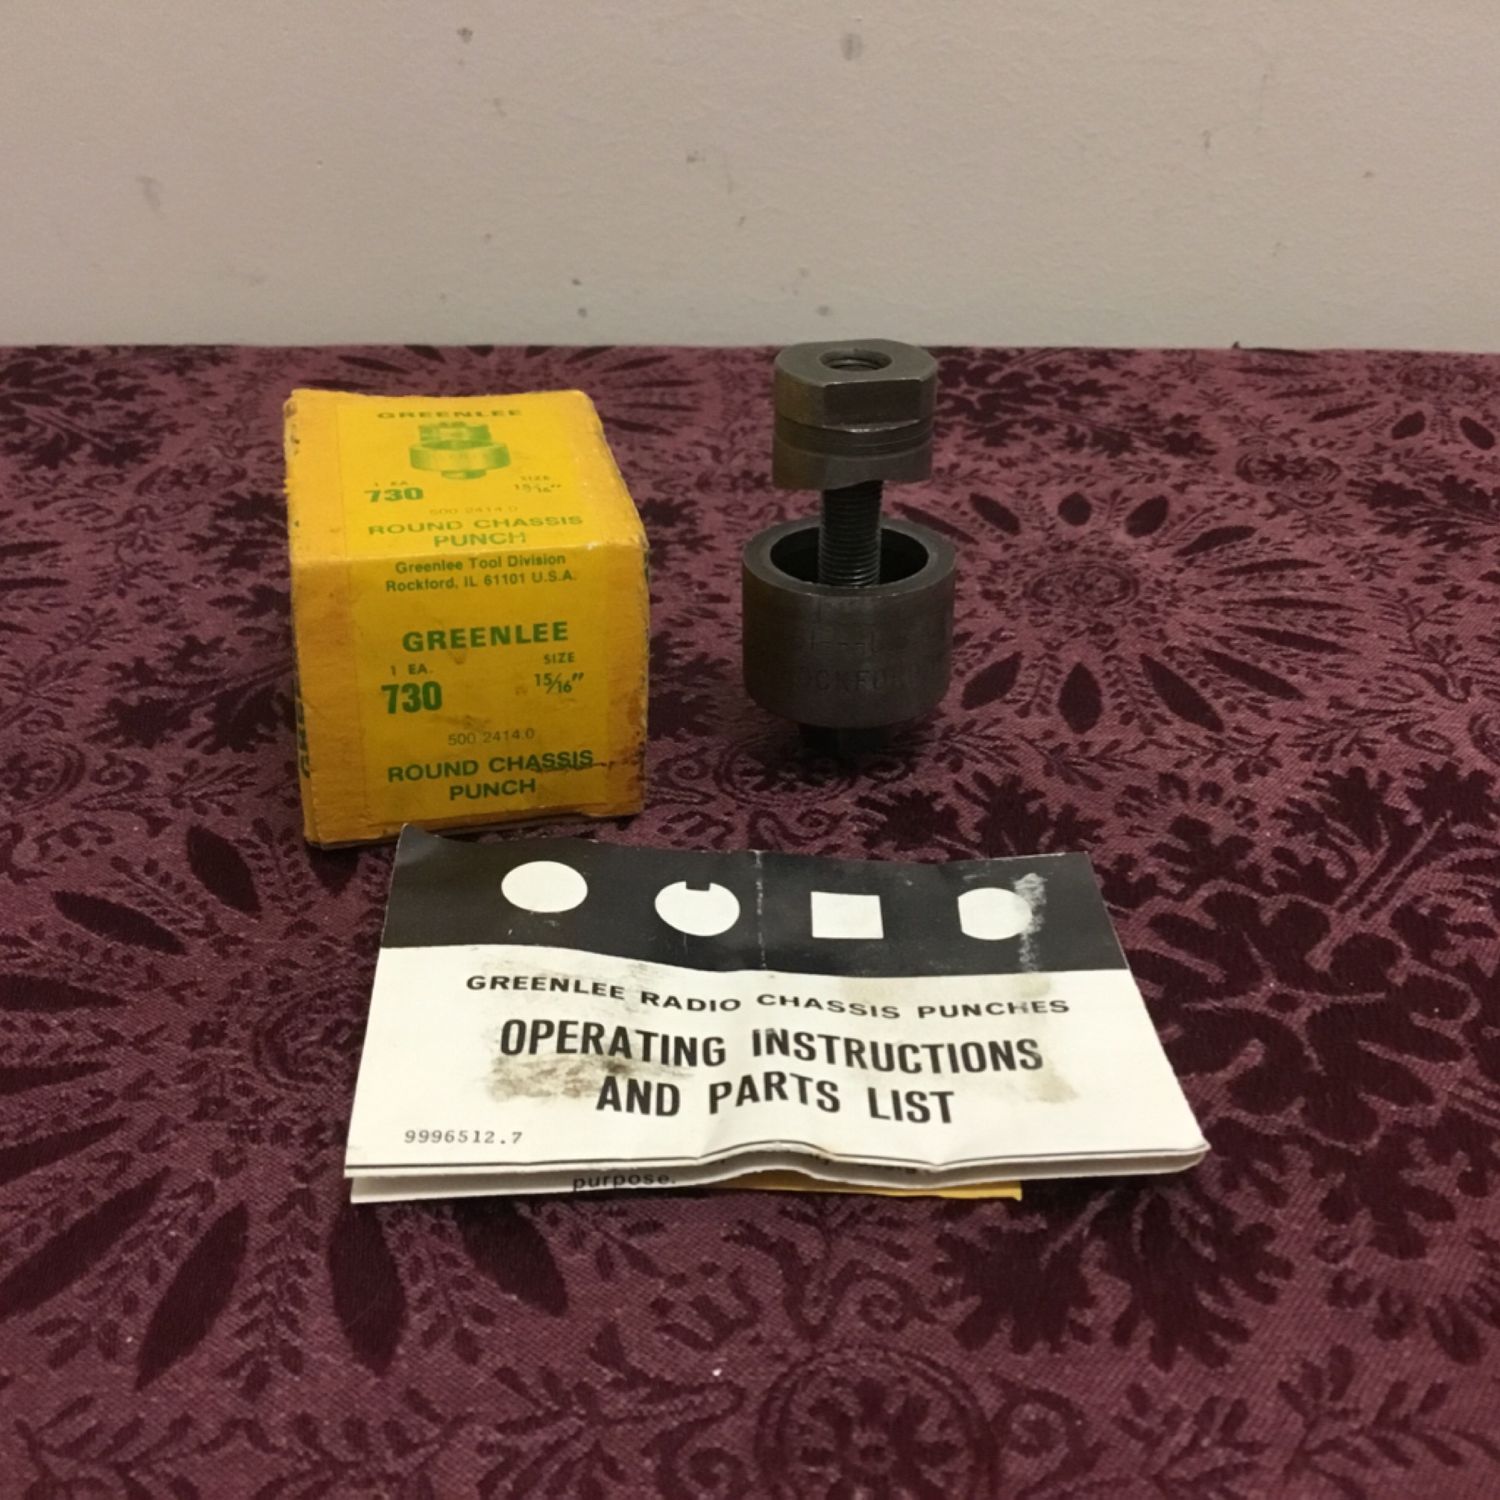 GREENLEE
1 EA. SIZE
730 15/16"
500 2414.0
ROUND CHASSIS
PUNCH
Greenlee Tool Division
Rockford, IL 61101 U.S.A.
GREENLEE
1 EA. SIZE
730 15/16"
500 2414.0
ROUND CHASSIS
PUNCH
GREENLEE RADIO CHASSIS PUNCHES
OPERATING INSTRUCTIONS
AND PARTS LIST
9996512.7
purpose.